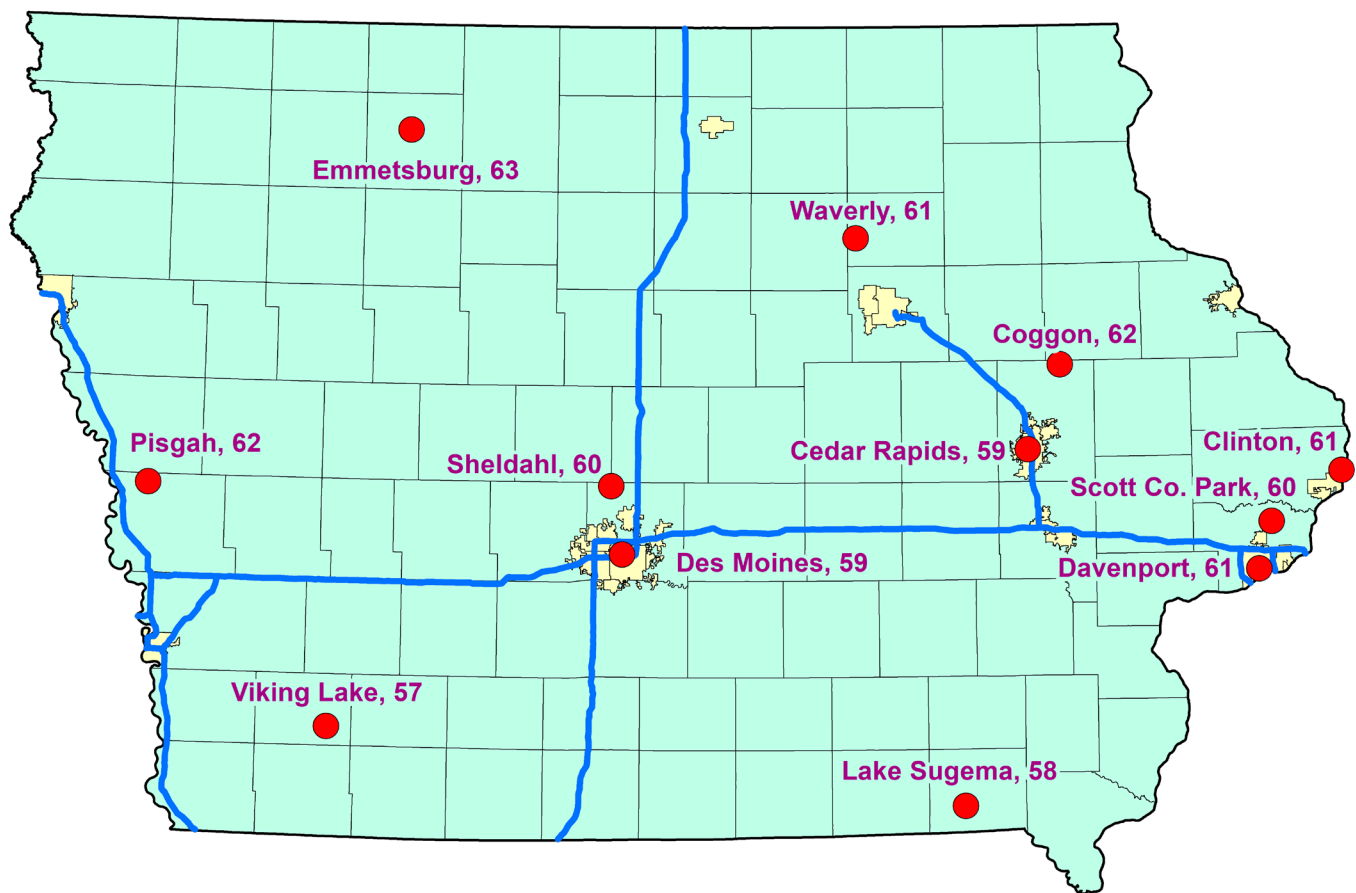 Emmetsburg, 63
Waverly, 61
Coggon, 62
Pisgah, 62
Sheldahl, 60
Cedar Rapids, 59
Clinton, 61
Scott Co. Park, 60
Des Moines, 59
Davenport, 61
Viking Lake, 57
Lake Sugema, 58